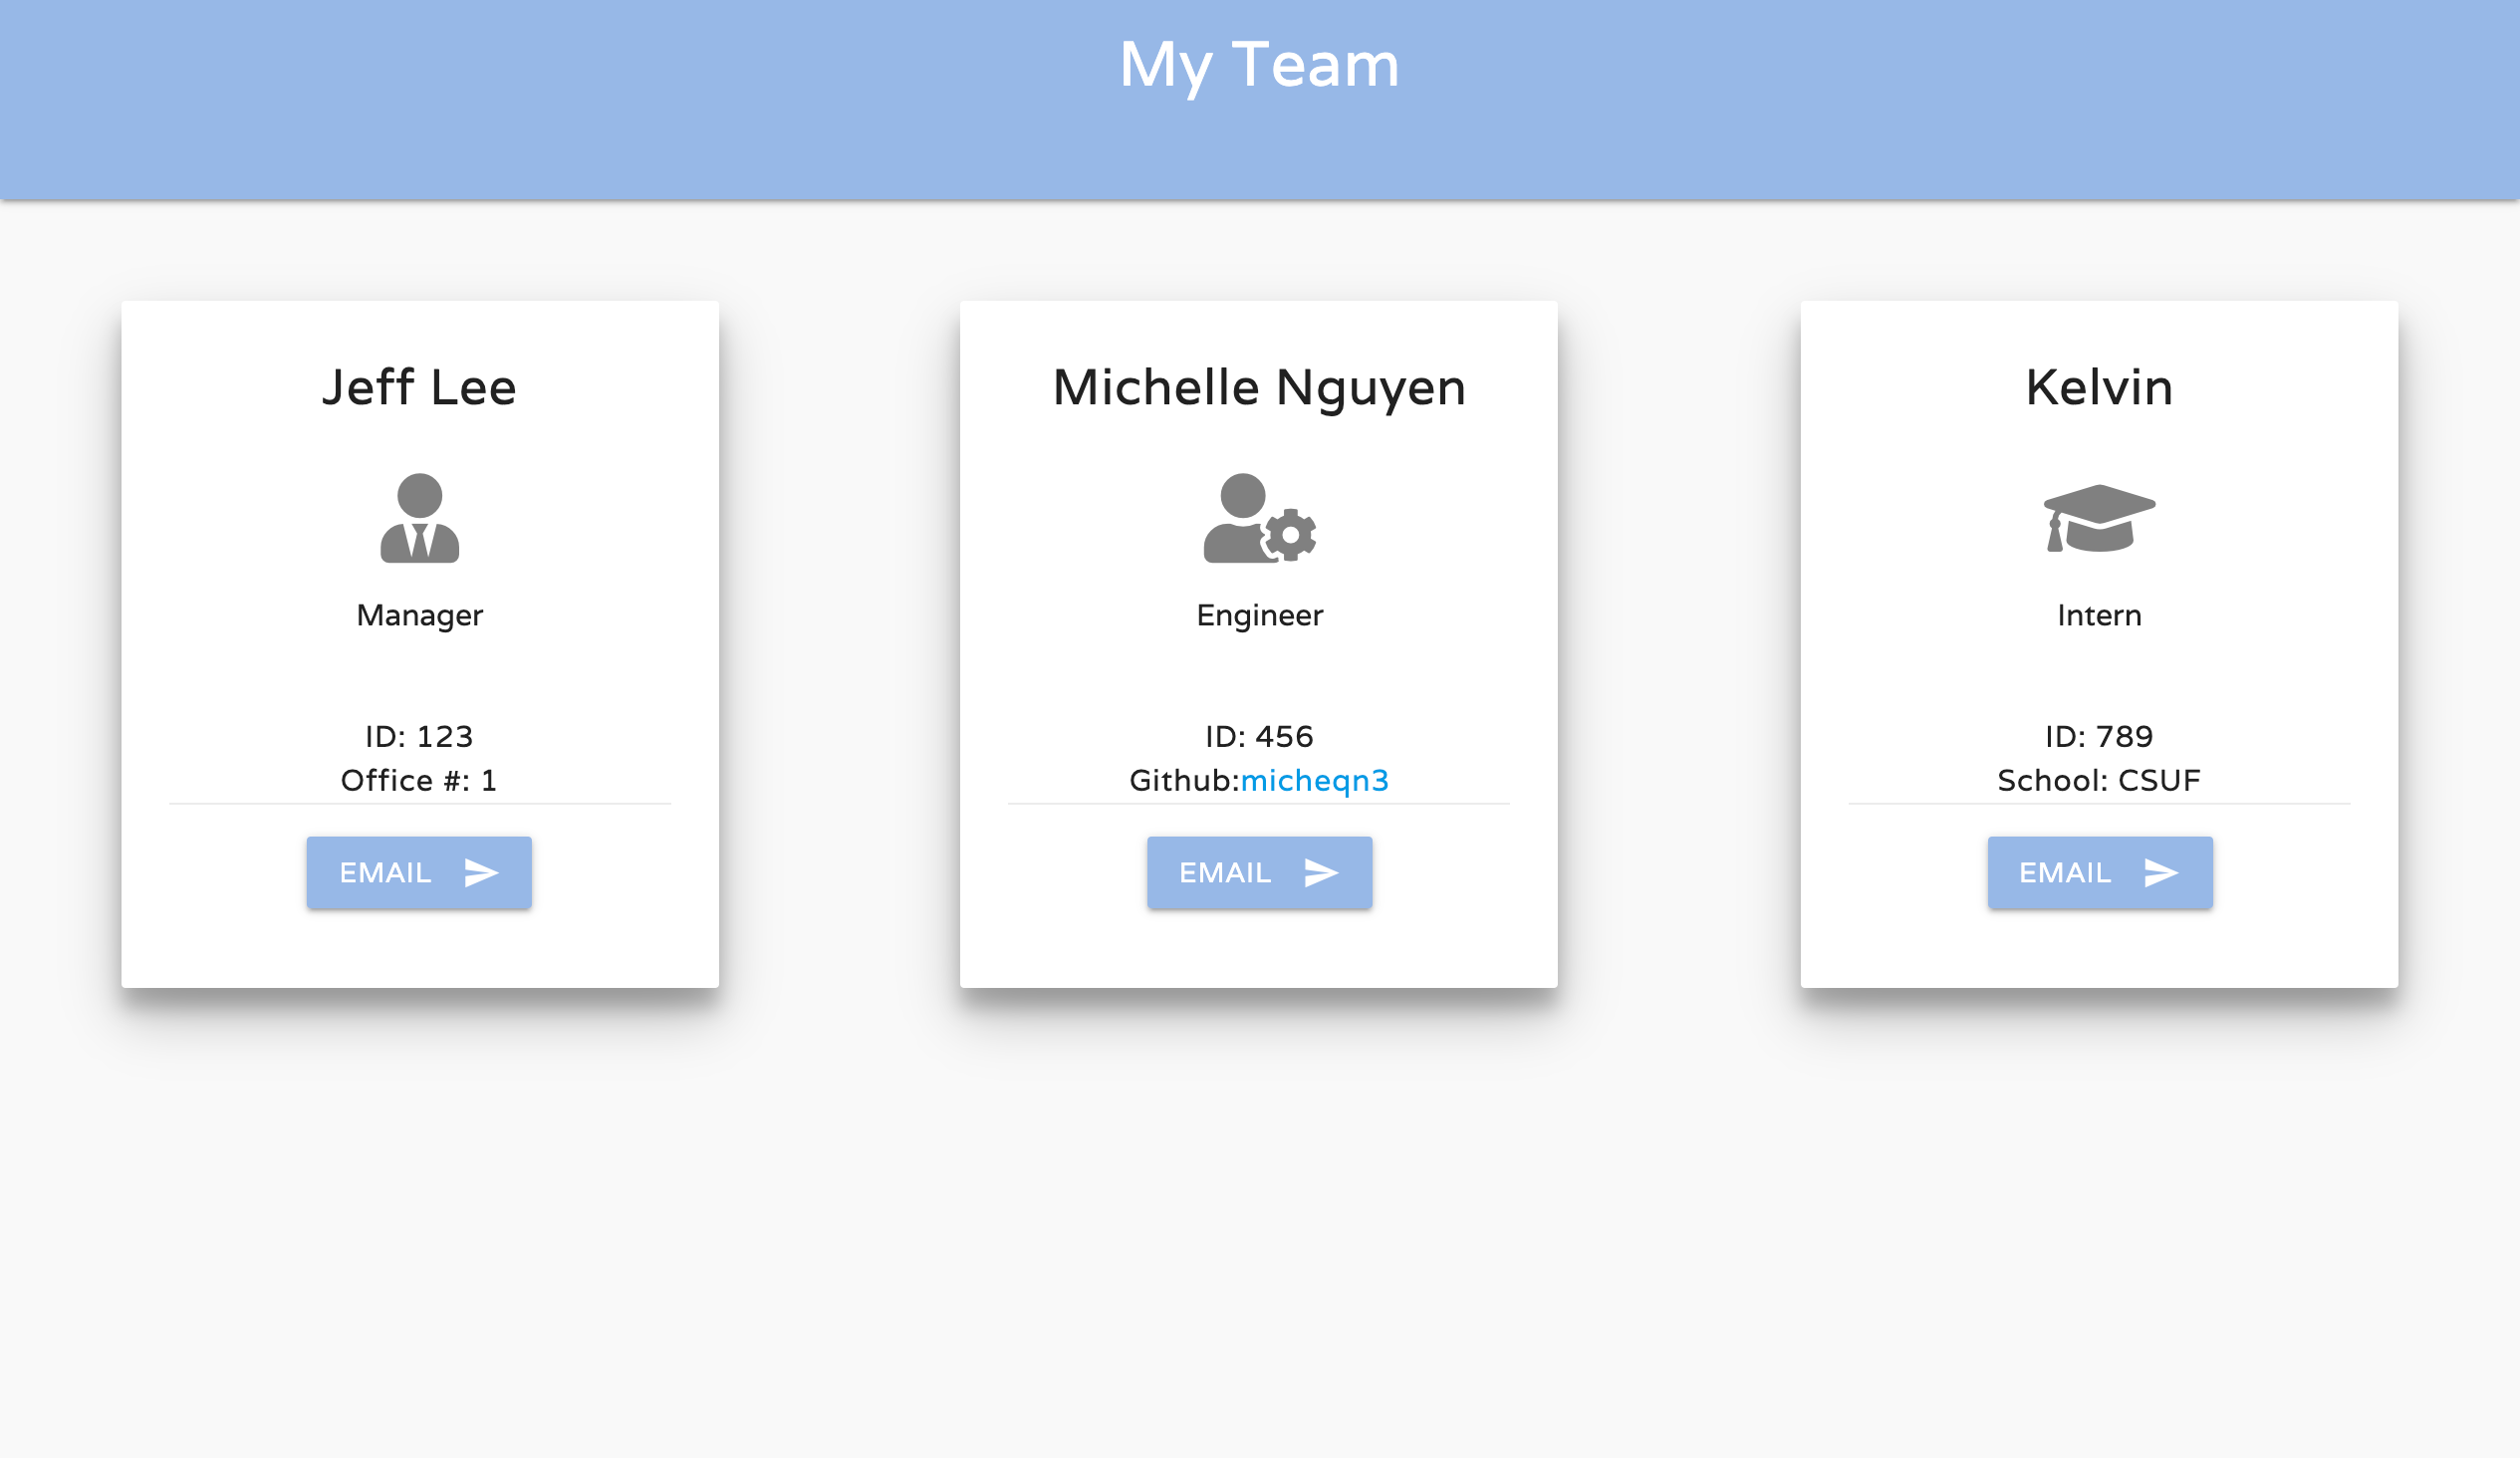 My Team
Jeff Lee
Manager
ID: 123
Office #: 1
EMAIL
Michelle Nguyen
Engineer
ID: 456
Github:micheqn3
EMAIL
Kelvin
Intern
ID: 789
School: CSUF
EMAIL